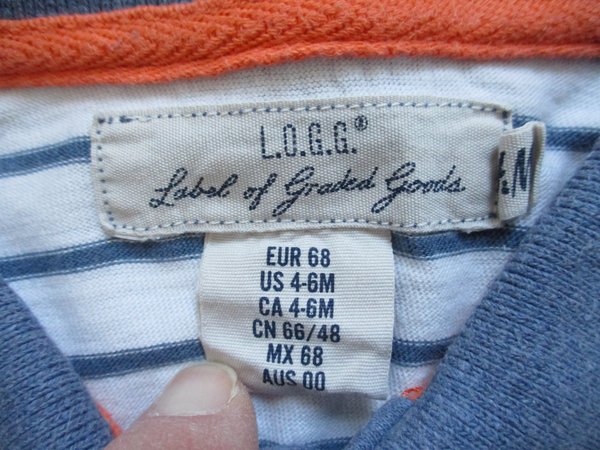 L.O.G.G.®
Label of Graded Goods
EUR 68
US 4-6M
CA 4-6M
CN 66/48
MX 68
AUS 00